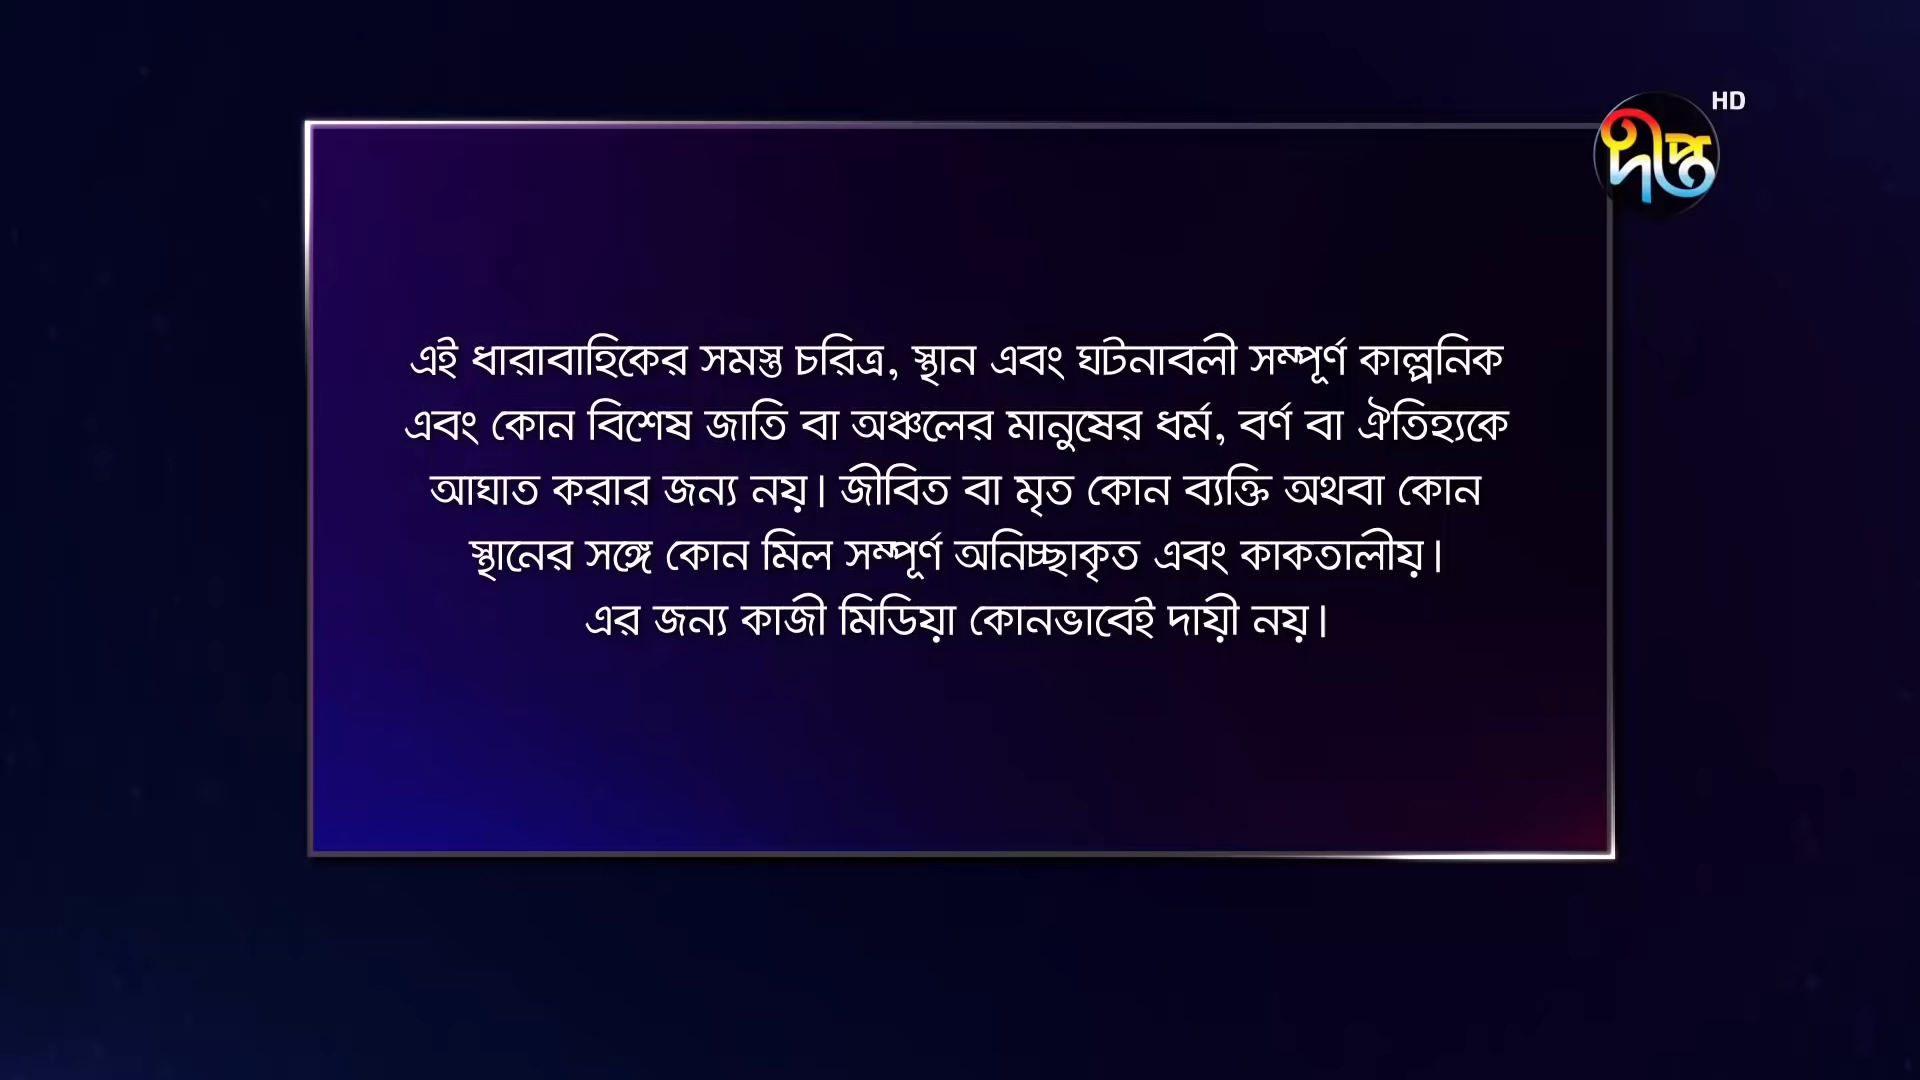 HD
দীপ্ত
এই ধারাবাহিকের সমস্ত চরিত্র, স্থান এবং ঘটনাবলী সম্পূর্ণ কাল্পনিক
এবং কোন বিশেষ জাতি বা অঞ্চলের মানুষের ধর্ম, বর্ণ বা ঐতিহ্যকে
আঘাত করার জন্য নয়। জীবিত বা মৃত কোন ব্যক্তি অথবা কোন
স্থানের সঙ্গে কোন মিল সম্পূর্ণ অনিচ্ছাকৃত এবং কাকতালীয়।
এর জন্য কাজী মিডিয়া কোনভাবেই দায়ী নয়।